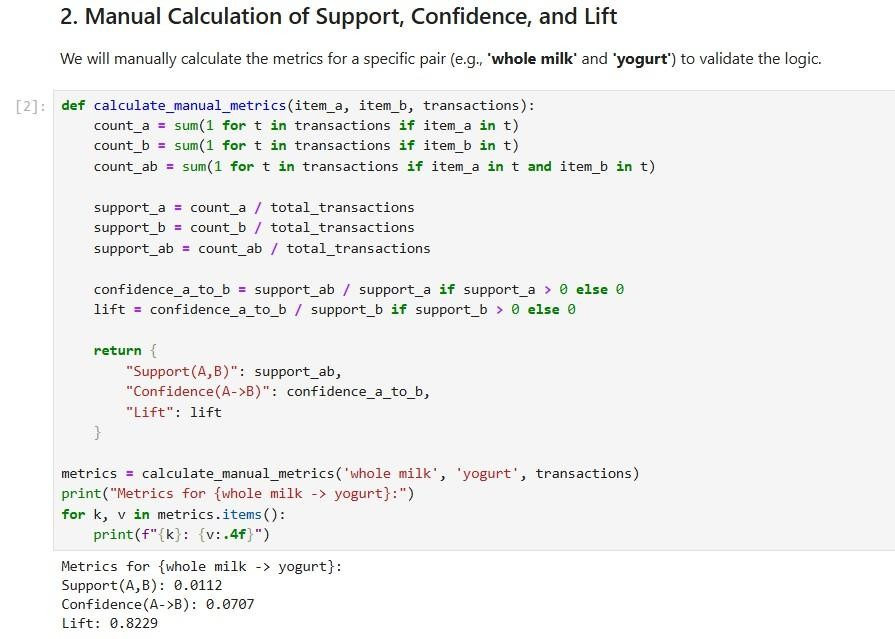 2. Manual Calculation of Support, Confidence, and Lift
We will manually calculate the metrics for a specific pair (e.g., 'whole milk' and 'yogurt') to validate the logic.
[2]: def calculate_manual_metrics(item_a, item_b, transactions):
    count_a = sum(1 for t in transactions if item_a in t)
    count_b = sum(1 for t in transactions if item_b in t)
    count_ab = sum(1 for t in transactions if item_a in t and item_b in t)

    support_a = count_a / total_transactions
    support_b = count_b / total_transactions
    support_ab = count_ab / total_transactions

    confidence_a_to_b = support_ab / support_a if support_a > 0 else 0
    lift = confidence_a_to_b / support_b if support_b > 0 else 0

    return {
        "Support(A,B)": support_ab,
        "Confidence(A->B)": confidence_a_to_b,
        "Lift": lift
    }

metrics = calculate_manual_metrics('whole milk', 'yogurt', transactions)
print("Metrics for {whole milk -> yogurt}:")
for k, v in metrics.items():
    print(f"{k}: {v:.4f}")
Metrics for {whole milk -> yogurt}:
Support(A,B): 0.0112
Confidence(A->B): 0.0707
Lift: 0.8229